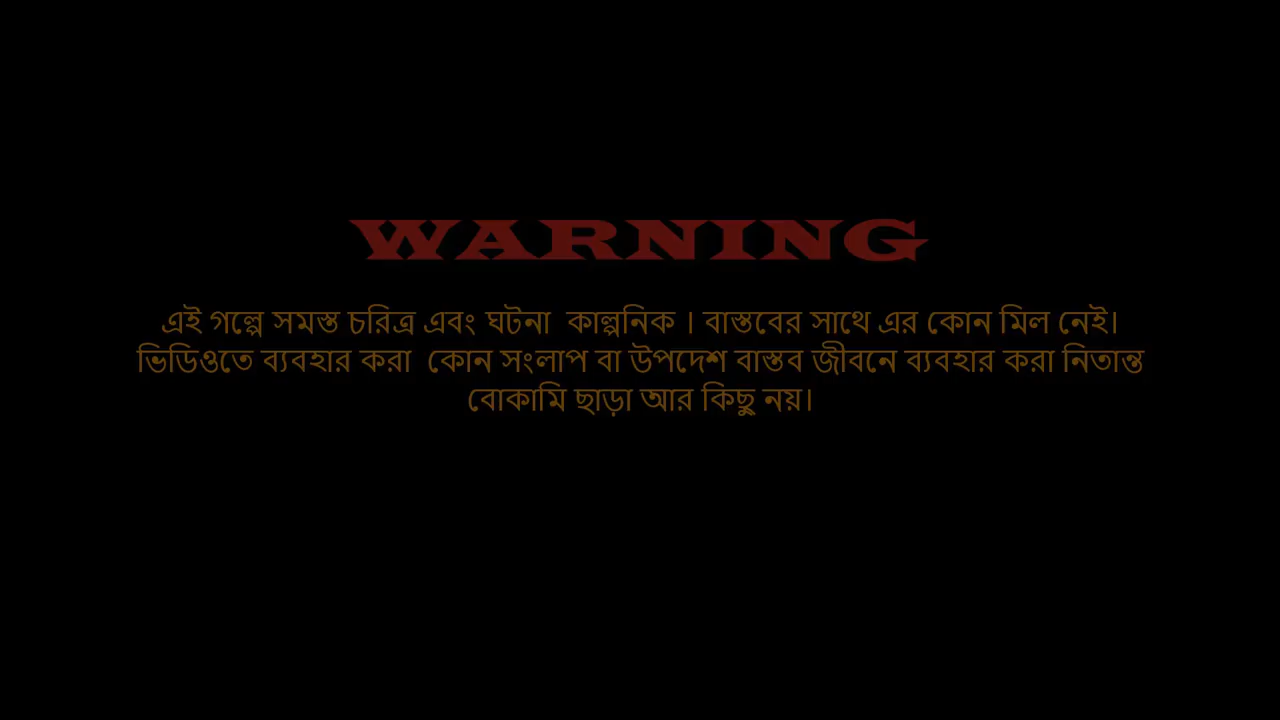 WARNING
এই গল্পে সমস্ত চরিত্র এবং ঘটনা কাল্পনিক । বাস্তবের সাথে এর কোন মিল নেই।
ভিডিওতে ব্যবহার করা কোন সংলাপ বা উপদেশ বাস্তব জীবনে ব্যবহার করা নিতান্ত
বোকামি ছাড়া আর কিছু নয়।